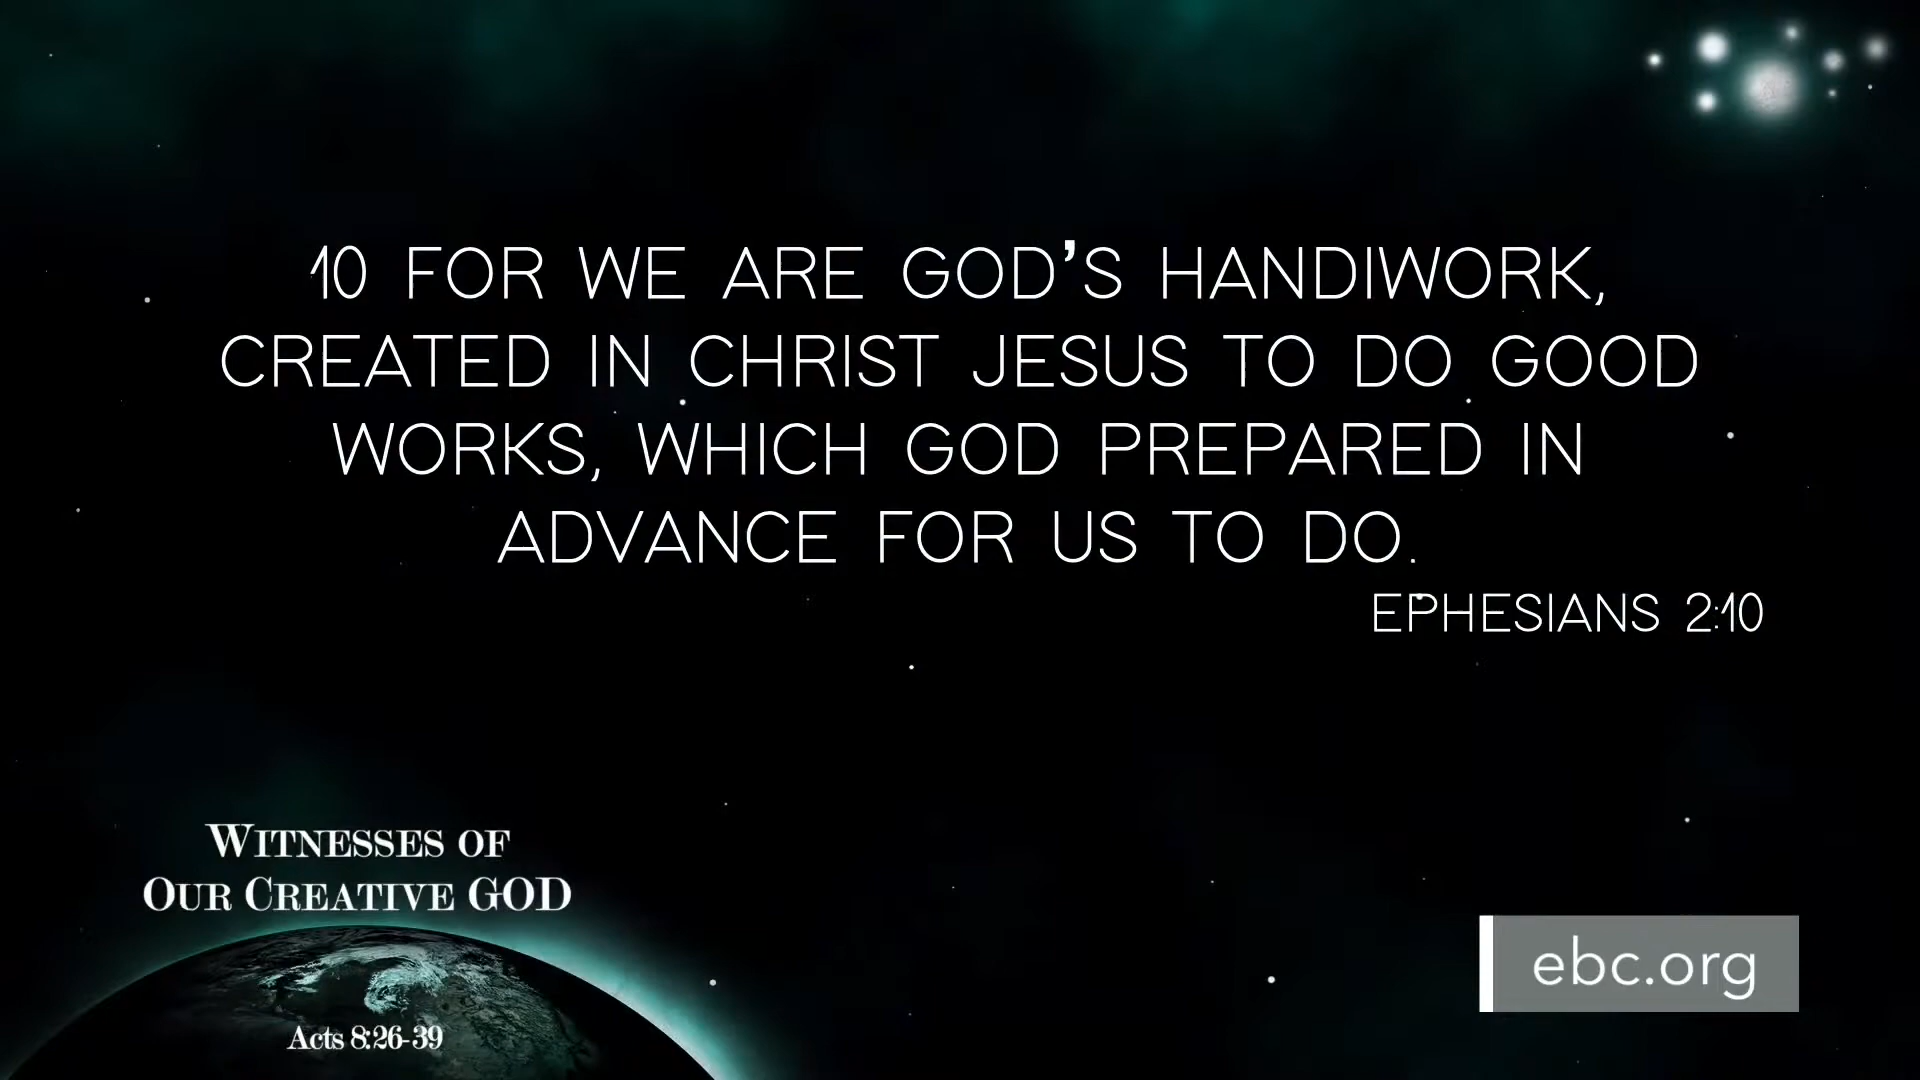 10 FOR WE ARE GOD'S HANDIWORK,
CREATED IN CHRIST JESUS TO DO GOOD
WORKS, WHICH GOD PREPARED IN
ADVANCE FOR US TO DO.
EPHESIANS 2:10
WITNESSES OF
OUR CREATIVE GOD
Acts 8:26-39
ebc.org